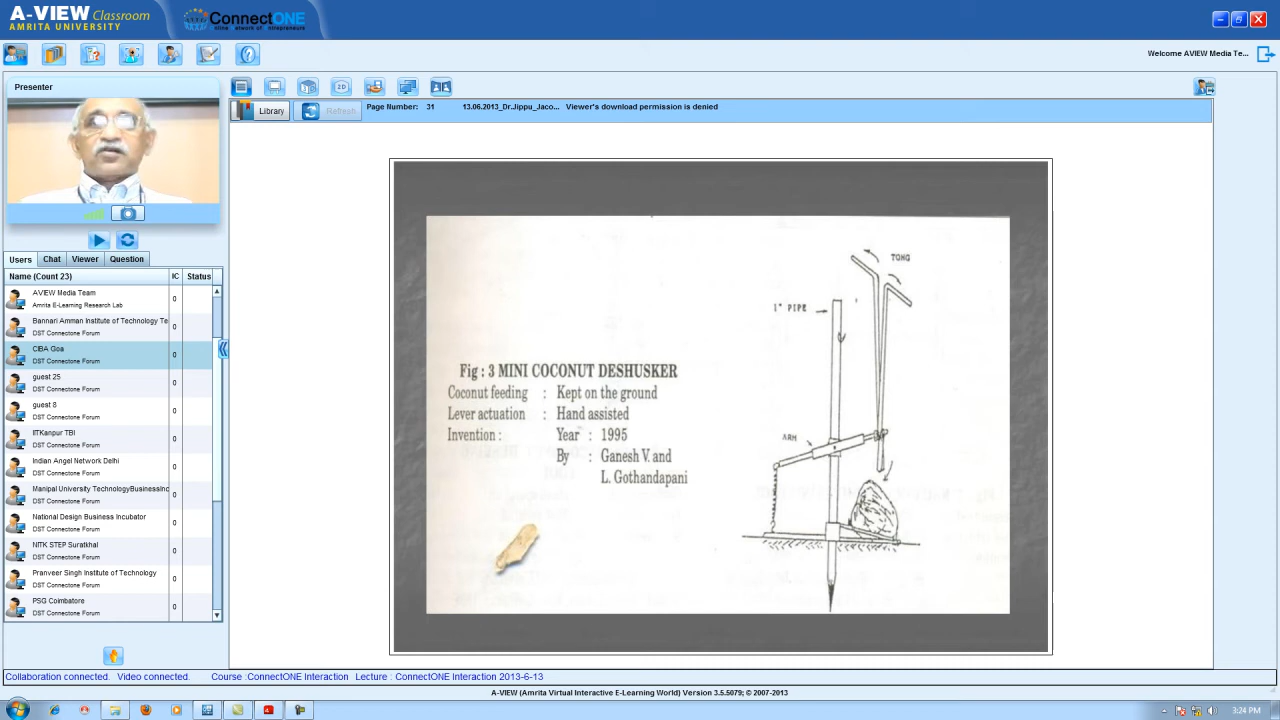 A-VIEW Classroom
AMRITA UNIVERSITY
ConnectONE
Welcome AVIEW Media Te...
Presenter
Library
Refresh
Page Number: 31 13.06.2013_Dr.Jippu_Jaco... Viewer's download permission is denied
2D
Users Chat Viewer Question
Name (Count 23) IC Status
AVIEW Media Team
Amrita E-Learning Research Lab
0
Bannari Amman Institute of Technology Te
DST Connectone Forum
0
CIBA Goa
DST Connectone Forum
0
guest 25
DST Connectone Forum
0
guest 8
DST Connectone Forum
0
IITKanpur TBI
DST Connectone Forum
0
Indian Angel Network Delhi
DST Connectone Forum
0
Manipal University TechnologyBusinessInc
DST Connectone Forum
0
National Design Business Incubator
DST Connectone Forum
0
NITK STEP Suratkhal
DST Connectone Forum
0
Pranveer Singh Institute of Technology
DST Connectone Forum
0
PSG Coimbatore
DST Connectone Forum
0
TONG
1" PIPE
ARM
Fig : 3 MINI COCONUT DESHUSKER
Coconut feeding : Kept on the ground
Lever actuation : Hand assisted
Invention : Year : 1995
By : Ganesh V. and
L. Gothandapani
Collaboration connected. Video connected. Course :ConnectONE Interaction Lecture : ConnectONE Interaction 2013-6-13
A-VIEW (Amrita Virtual Interactive E-Learning World) Version 3.5.5079; © 2007-2013
3:24 PM